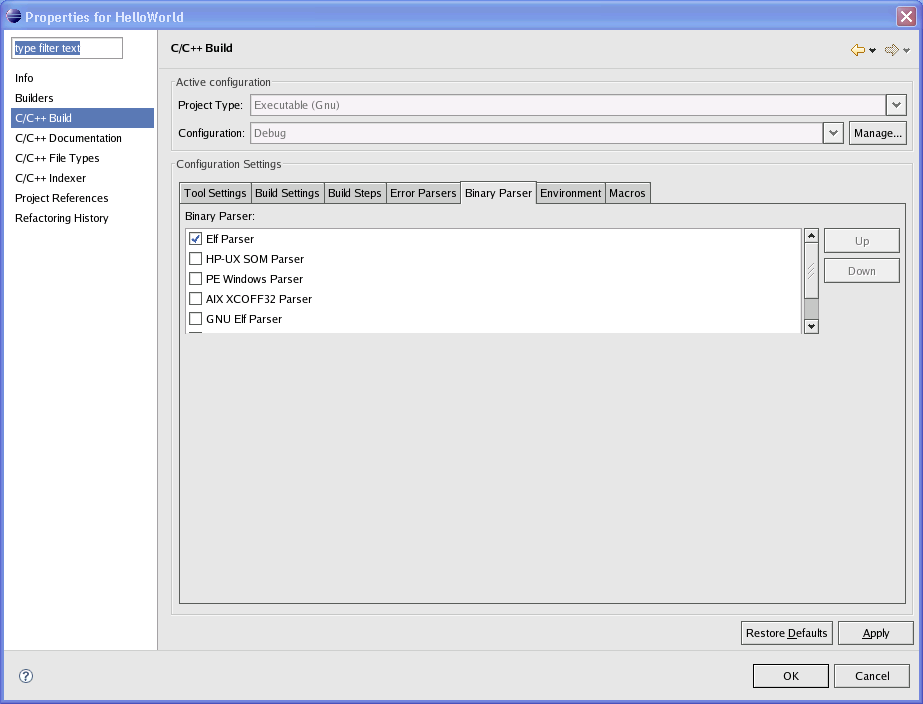 Properties for HelloWorld
type filter text
Info
Builders
C/C++ Build
C/C++ Documentation
C/C++ File Types
C/C++ Indexer
Project References
Refactoring History
C/C++ Build
Active configuration
Project Type: Executable (Gnu)
Configuration: Debug Manage...
Configuration Settings
Tool Settings Build Settings Build Steps Error Parsers Binary Parser Environment Macros
Binary Parser:
Elf Parser
HP-UX SOM Parser
PE Windows Parser
AIX XCOFF32 Parser
GNU Elf Parser
Up
Down
Restore Defaults Apply
? OK Cancel